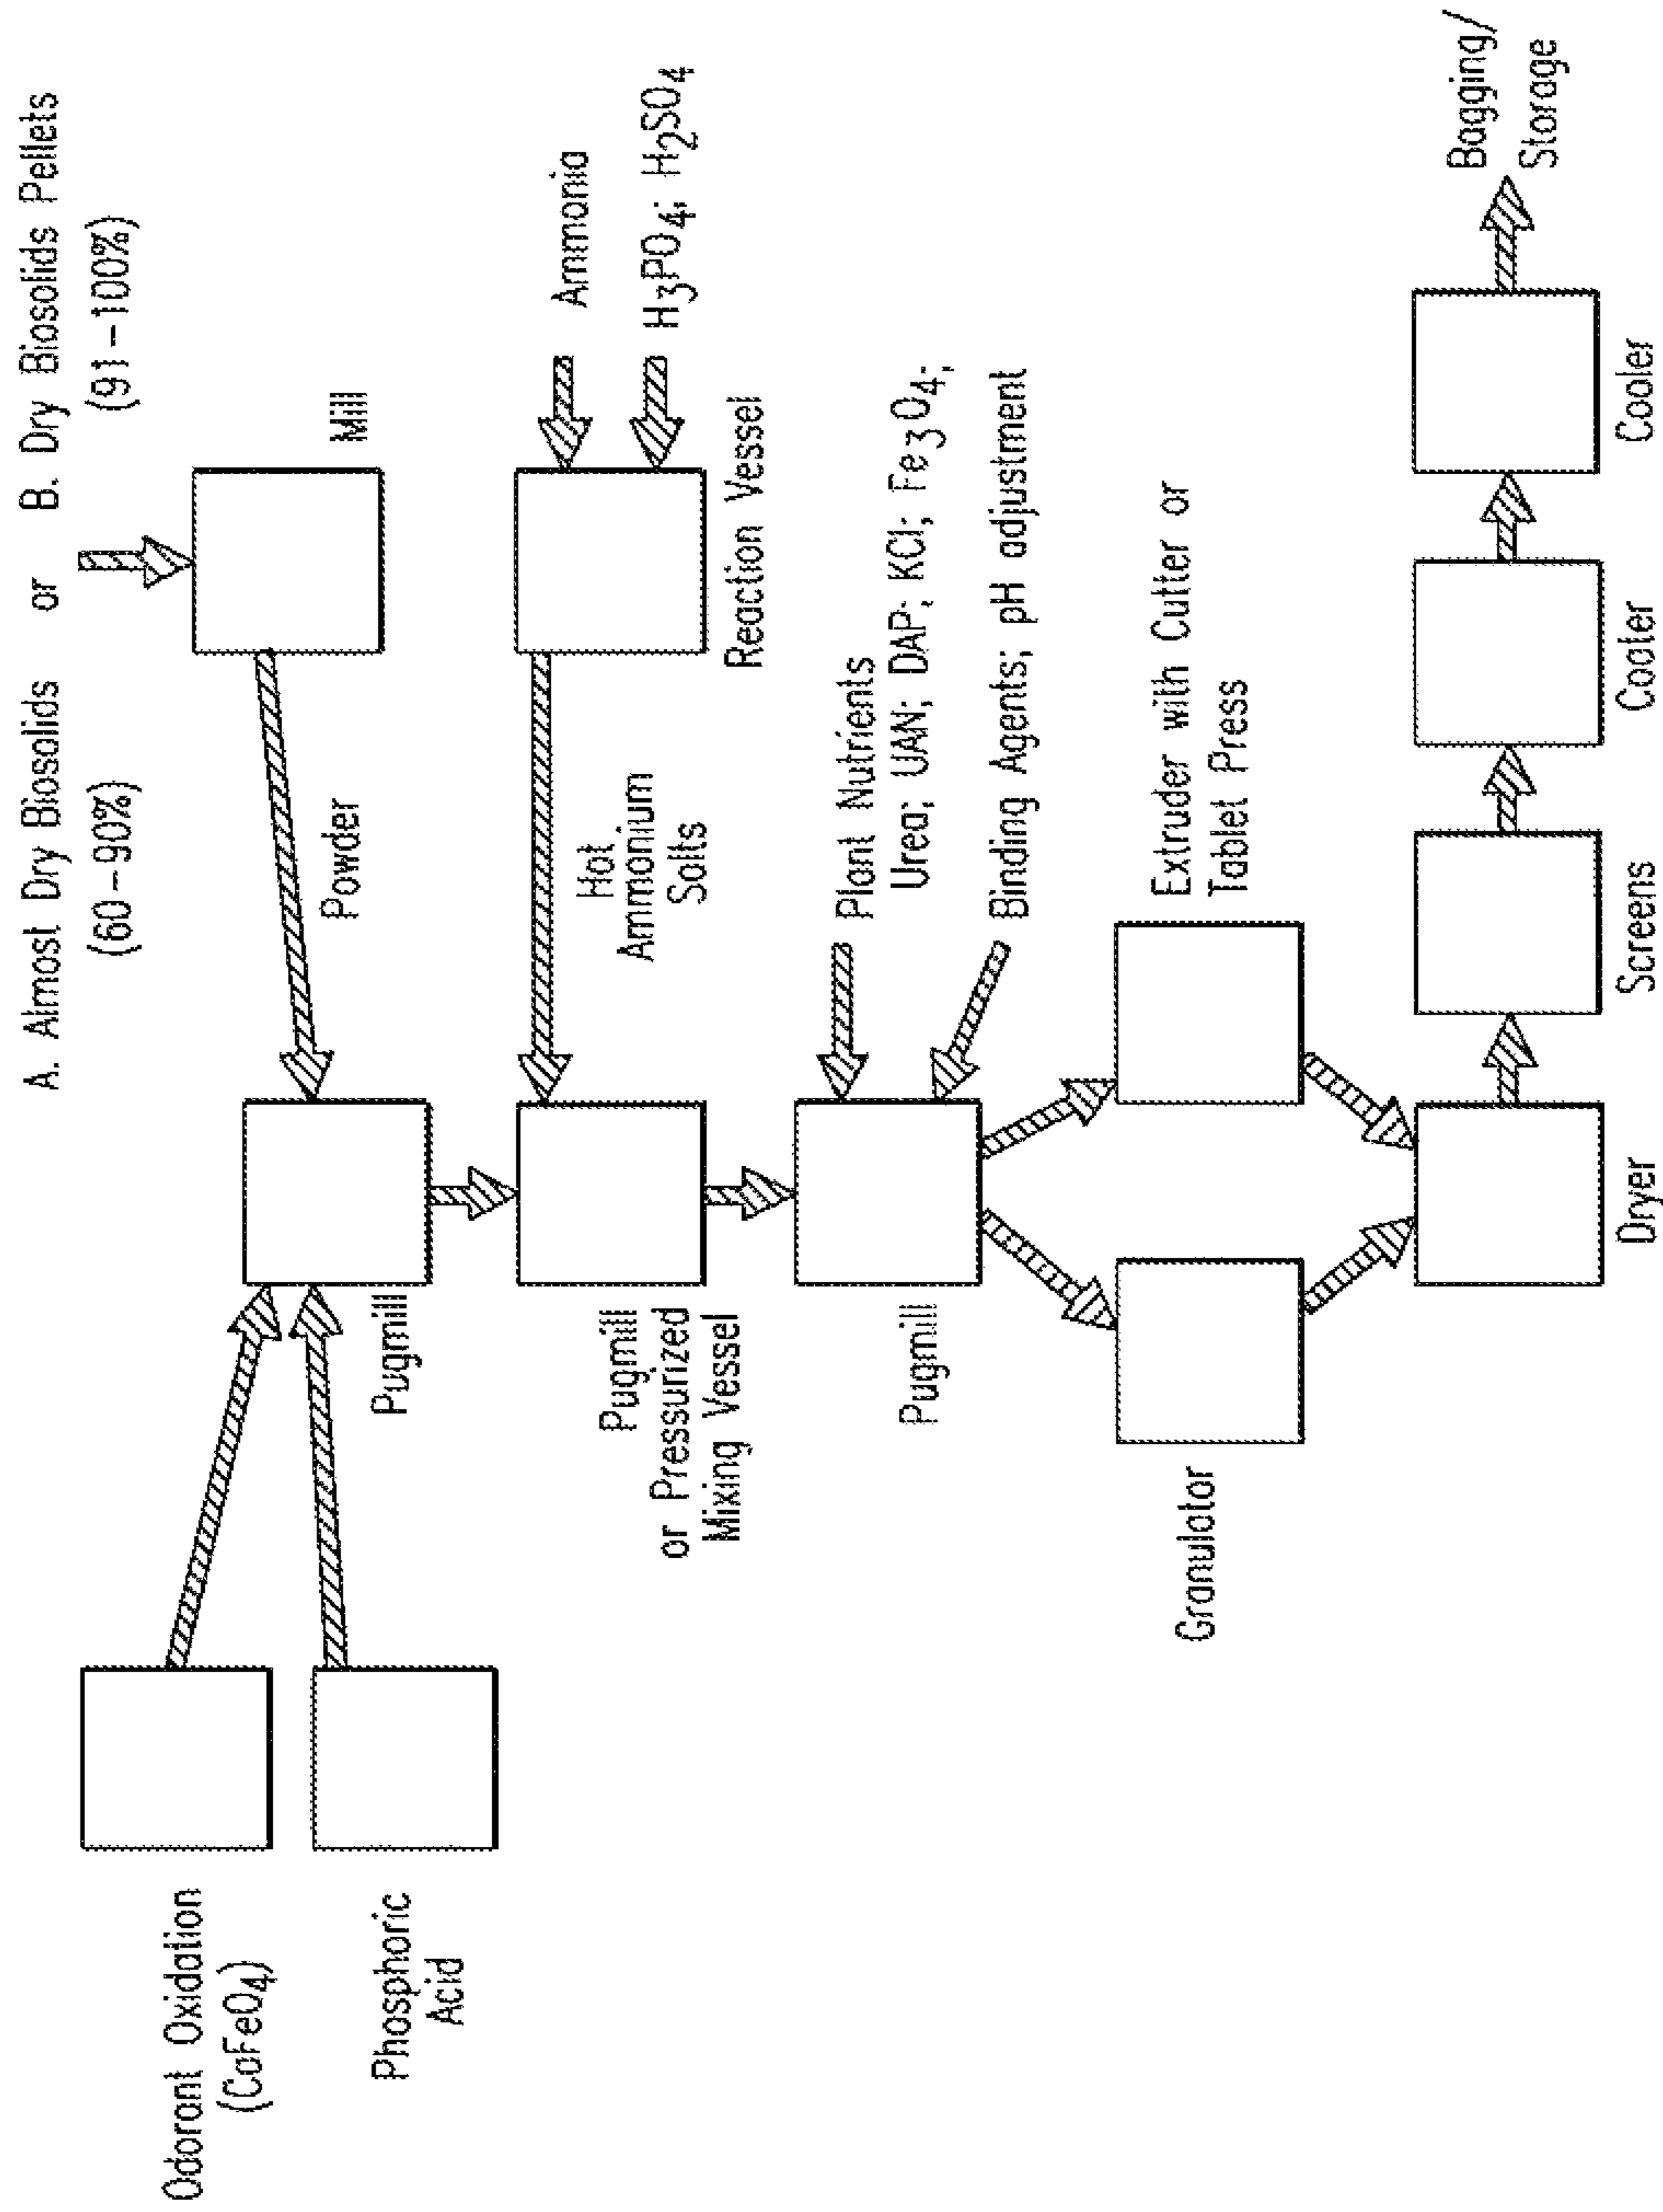 A. Almost Dry Biosolids or B. Dry Biosolids Pellets
(60-90%) (91-100%)
Mill
Powder
Odorant Oxidation
(CaFeO4)
Phosphoric
Acid
Pugmill
Ammonia
H3PO4; H2SO4
Reaction Vessel
Hot
Ammonium
Salts
Pugmill
or Pressurized
Mixing Vessel
Plant Nutrients
Urea; UAN; DAP; KCl; Fe3O4;
Binding Agents; pH adjustment
Pugmill
Extruder with Cutter or
Tablet Press
Granulator
Dryer
Screens
Cooler
Cooler
Bagging/
Storage